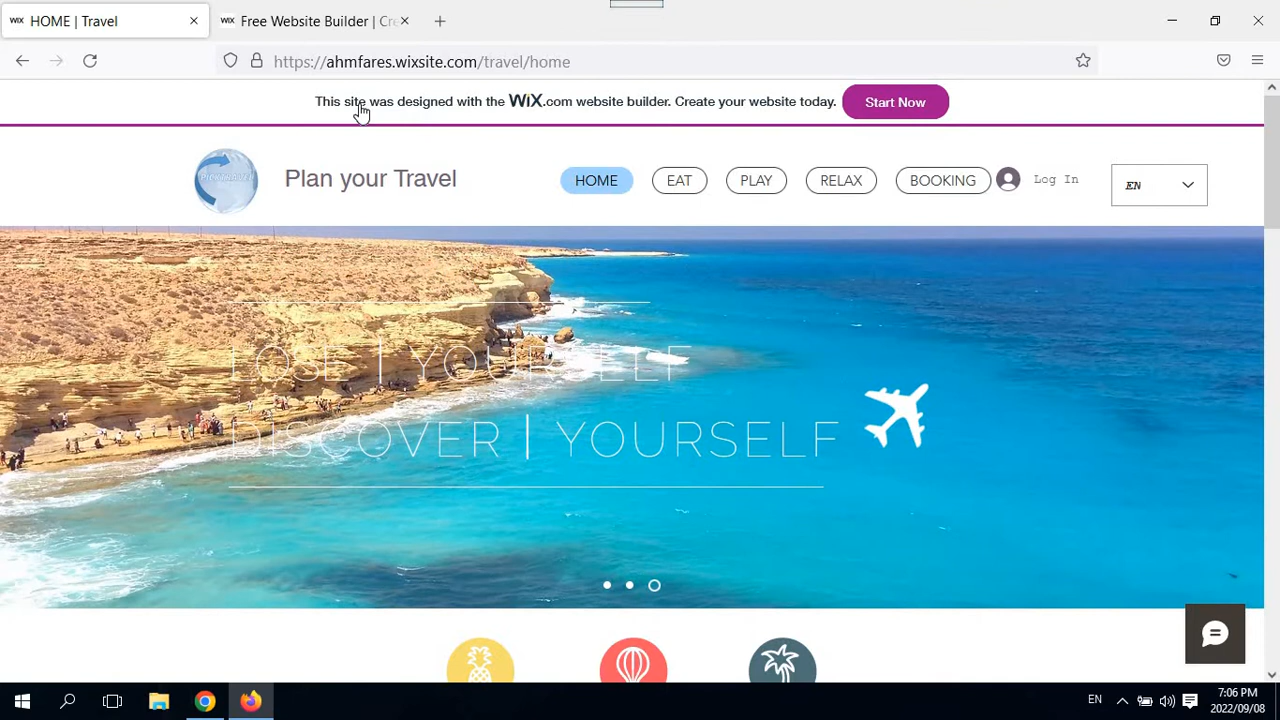 HOME | Travel
Free Website Builder | Cre
https://ahmfares.wixsite.com/travel/home
This site was designed with the WiX.com website builder. Create your website today. Start Now
Plan your Travel
HOME EAT PLAY RELAX BOOKING Log In EN
LOSE | YOURSELF
DISCOVER | YOURSELF
EN 7:06 PM
2022/09/08